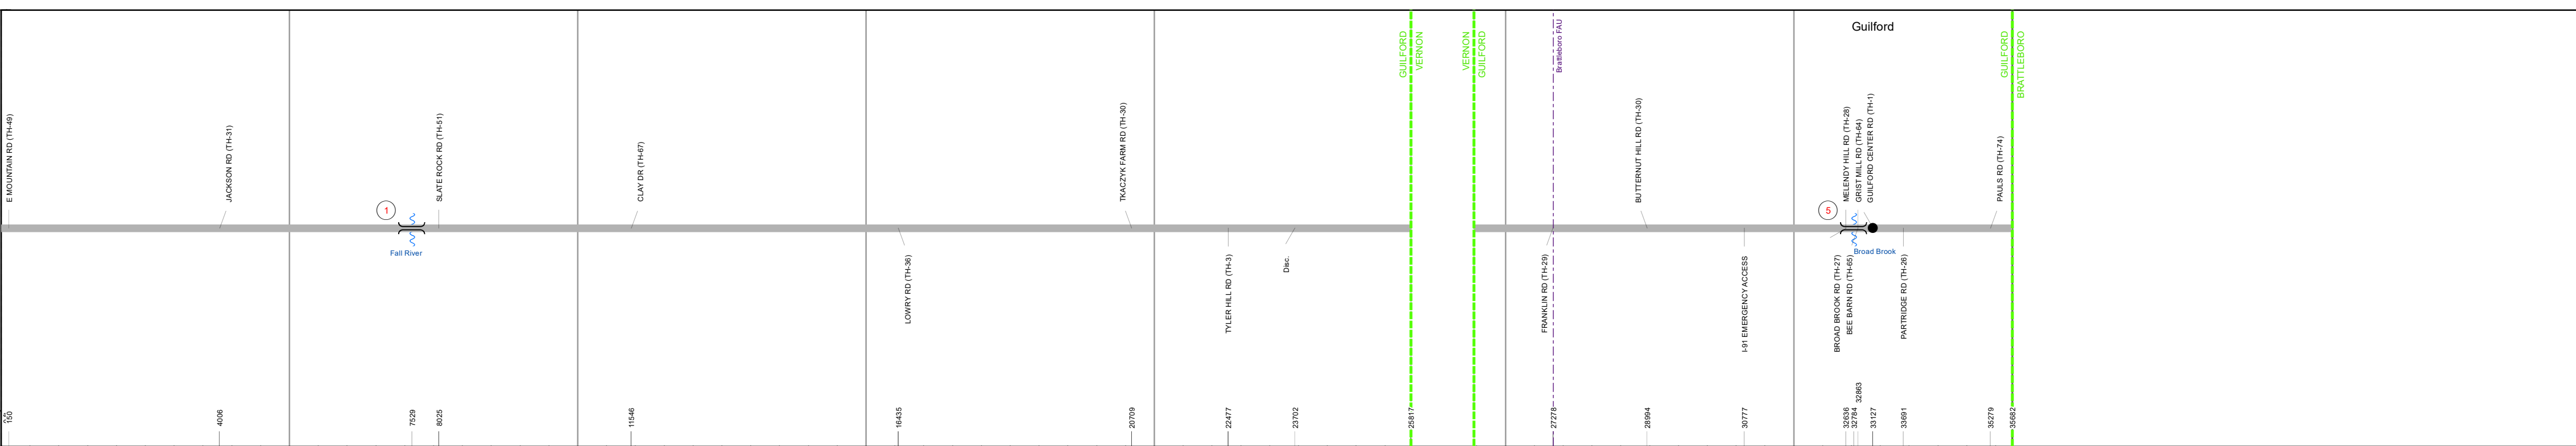 Guilford
GUILFORD
VERNON
VERNON
GUILFORD
Brattleboro FAU
GUILFORD
BRATTLEBORO
E MOUNTAIN RD (TH-49)
JACKSON RD (TH-31)
SLATE ROCK RD (TH-51)
CLAY DR (TH-67)
TKACZYK FARM RD (TH-30)
BUTTERNUT HILL RD (TH-30)
MELENDY HILL RD (TH-28)
GRIST MILL RD (TH-64)
GUILFORD CENTER RD (TH-1)
PAULS RD (TH-74)
1
5
Fall River
Broad Brook
LOWRY RD (TH-36)
TYLER HILL RD (TH-3)
Disc.
FRANKLIN RD (TH-29)
I-91 EMERGENCY ACCESS
BROAD BROOK RD (TH-27)
BEE BARN RD (TH-65)
PARTRIDGE RD (TH-26)
150
4006
7529
8025
11546
16435
20709
22477
23702
25817
27278
28994
30777
32636
32784
32863
33127
33691
35279
35682